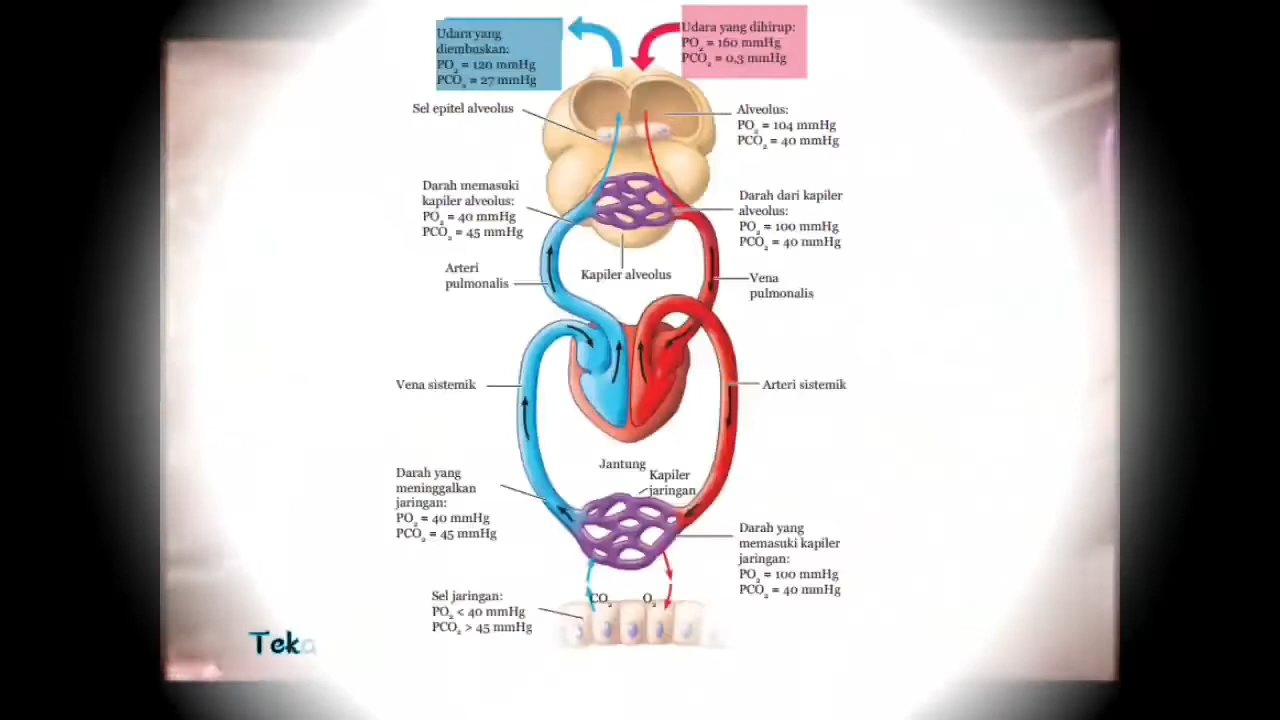 Udara yang
diembuskan:
PO₂ = 120 mmHg
PCO₂ = 27 mmHg
Udara yang dihirup:
PO₂ = 160 mmHg
PCO₂ = 0,3 mmHg
Sel epitel alveolus
Alveolus:
PO₂ = 104 mmHg
PCO₂ = 40 mmHg
Darah memasuki
kapiler alveolus:
PO₂ = 40 mmHg
PCO₂ = 45 mmHg
Darah dari kapiler
alveolus:
PO₂ = 100 mmHg
PCO₂ = 40 mmHg
Arteri
pulmonalis
Kapiler alveolus
Vena
pulmonalis
Vena sistemik
Arteri sistemik
Jantung
Kapiler
jaringan
Darah yang
meninggalkan
jaringan:
PO₂ = 40 mmHg
PCO₂ = 45 mmHg
Darah yang
memasuki kapiler
jaringan:
PO₂ = 100 mmHg
PCO₂ = 40 mmHg
Sel jaringan:
PO₂ < 40 mmHg
PCO₂ > 45 mmHg
CO₂
O₂
Teka